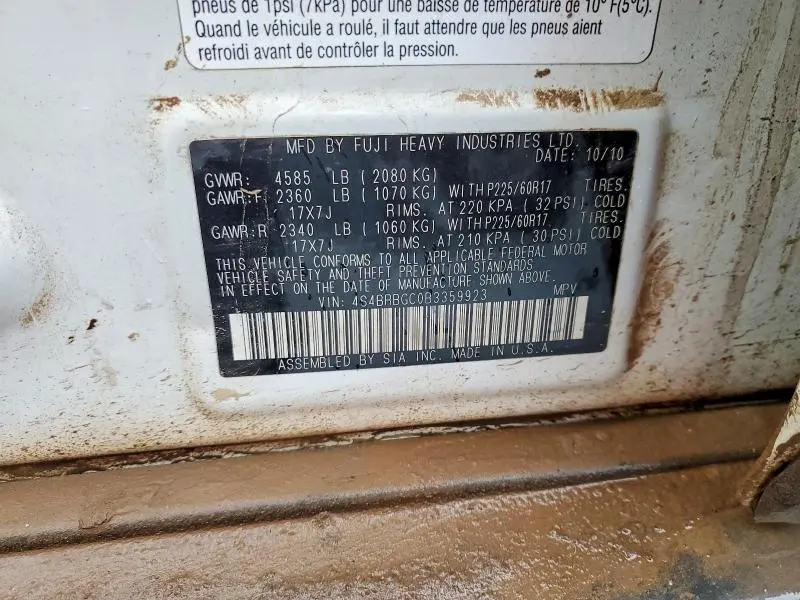 pneus de 1psi (7kPa) pour une baisse de température de 10° F(5°C).
Quand le véhicule a roulé, il faut attendre que les pneus aient
refroidi avant de contrôler la pression.
MFD BY FUJI HEAVY INDUSTRIES LTD.
DATE: 10/10
GVWR: 4585 LB ( 2080 KG)
GAWR:F 2360 LB ( 1070 KG) WITH P225/60R17 TIRES.
17X7J RIMS. AT 220 KPA ( 32 PSI) COLD
GAWR:R 2340 LB ( 1060 KG) WITH P225/60R17 TIRES.
17X7J RIMS. AT 210 KPA ( 30 PSI) COLD
THIS VEHICLE CONFORMS TO ALL APPLICABLE FEDERAL MOTOR
VEHICLE SAFETY AND THEFT PREVENTION STANDARDS
IN EFFECT ON THE DATE OF MANUFACTURE SHOWN ABOVE.
VIN: 4S4BRBGC0B3359923 MPV
ASSEMBLED BY SIA INC. MADE IN U.S.A.